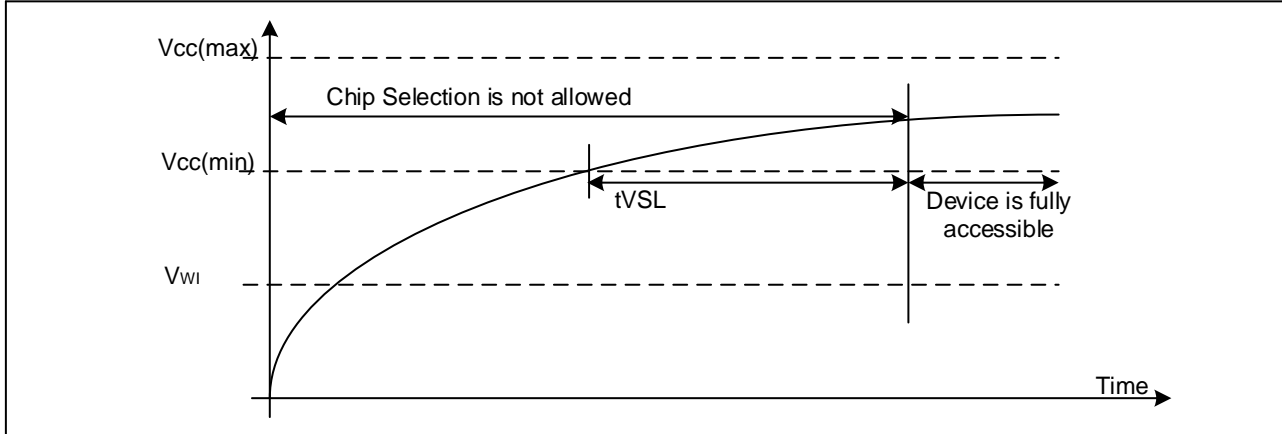 Vcc(max)
Chip Selection is not allowed
Vcc(min)
tVSL
Device is fully
accessible
VWI
Time